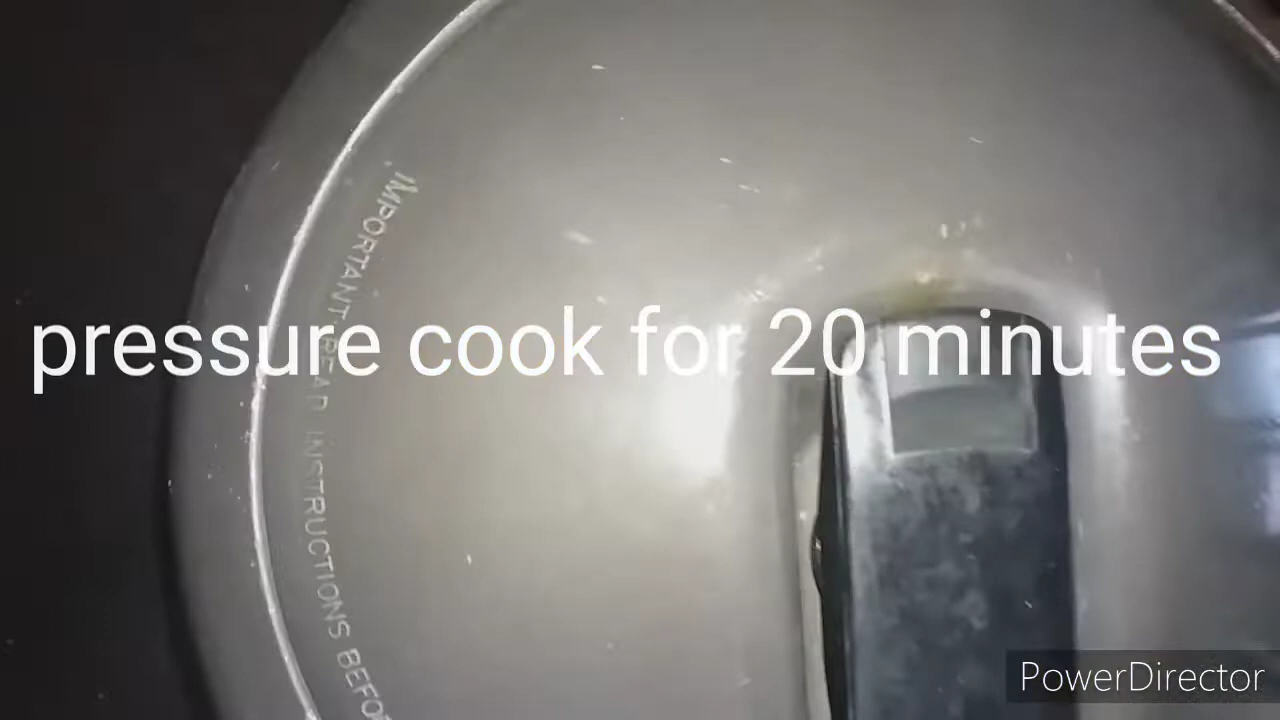 pressure cook for 20 minutes
IMPORTANT: READ INSTRUCTIONS BEFO
PowerDirector